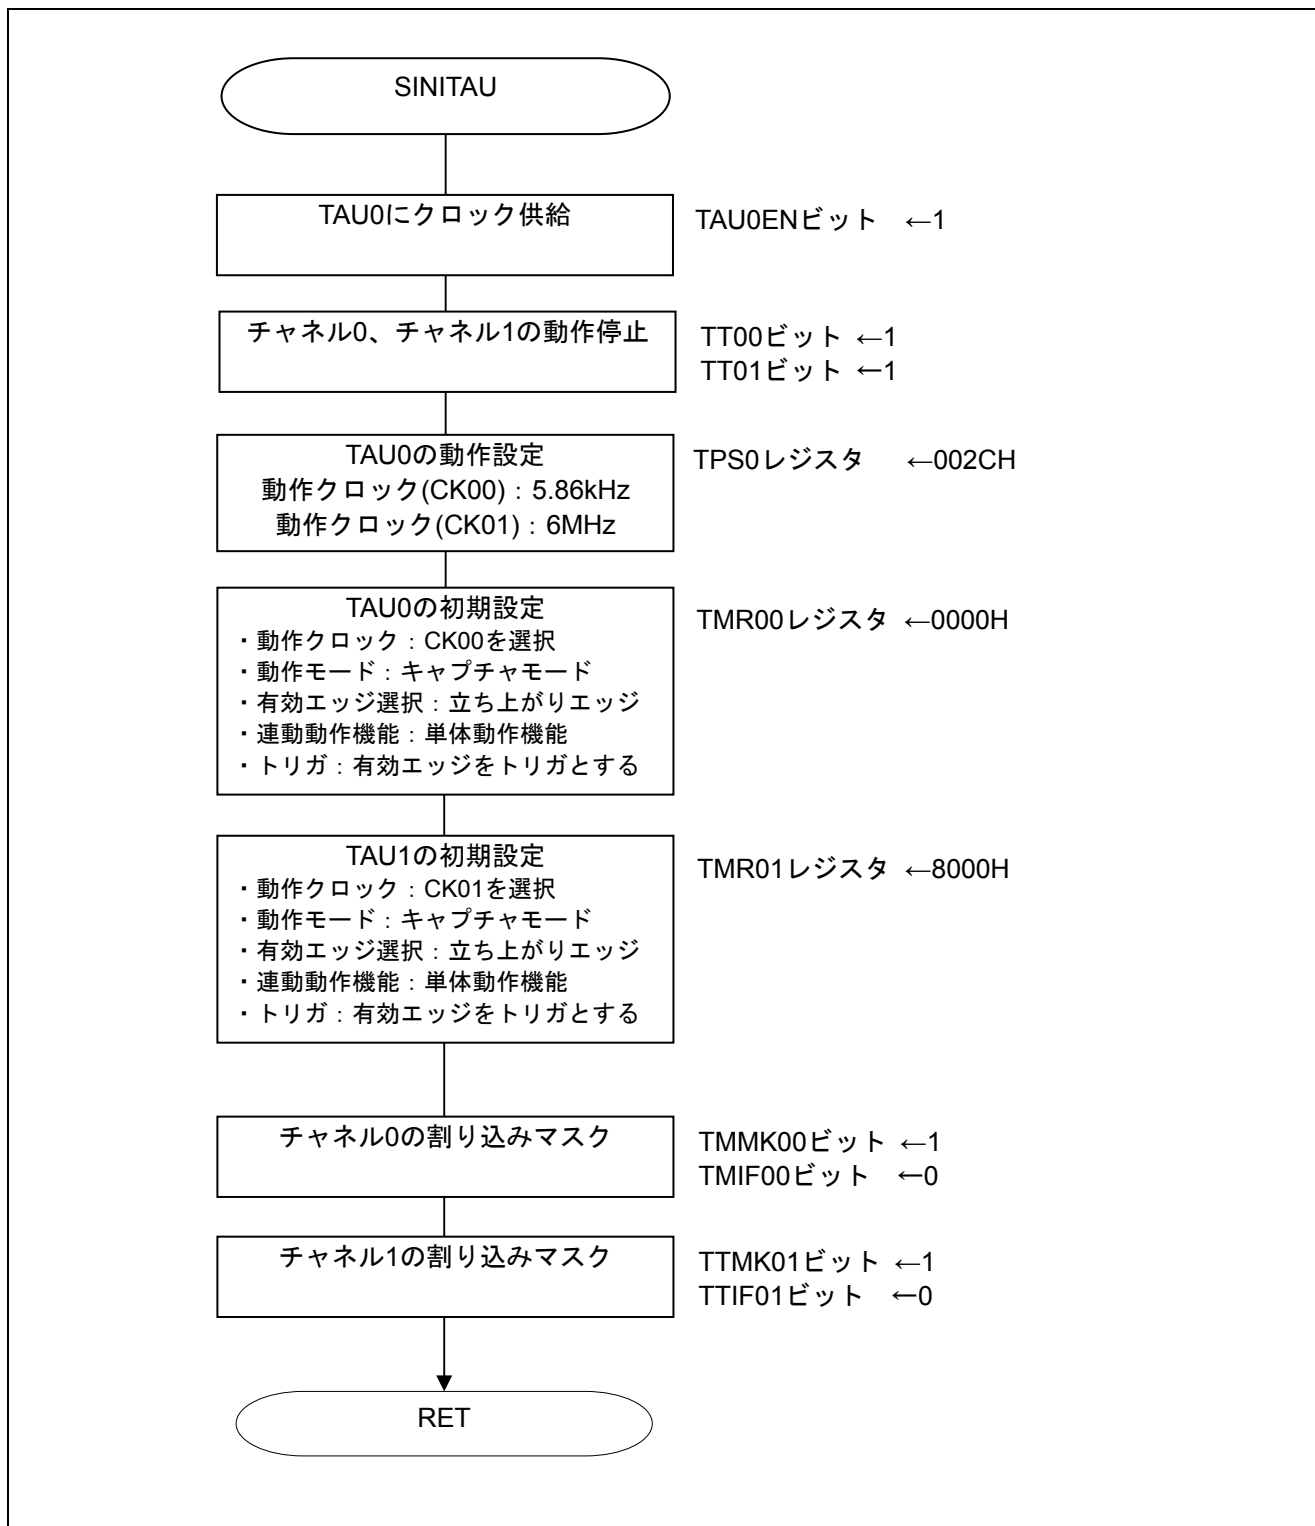 SINITAU
TAU0にクロック供給
TAU0ENビット ←1
チャネル0、チャネル1の動作停止
TT00ビット ←1
TT01ビット ←1
TAU0の動作設定
動作クロック(CK00)：5.86kHz
動作クロック(CK01)：6MHz
TPS0レジスタ ←002CH
TAU0の初期設定
・動作クロック：CK00を選択
・動作モード：キャプチャモード
・有効エッジ選択：立ち上がりエッジ
・連動動作機能：単体動作機能
・トリガ：有効エッジをトリガとする
TMR00レジスタ ←0000H
TAU1の初期設定
・動作クロック：CK01を選択
・動作モード：キャプチャモード
・有効エッジ選択：立ち上がりエッジ
・連動動作機能：単体動作機能
・トリガ：有効エッジをトリガとする
TMR01レジスタ ←8000H
チャネル0の割り込みマスク
TMMK00ビット ←1
TMIF00ビット ←0
チャネル1の割り込みマスク
TTMK01ビット ←1
TTIF01ビット ←0
RET